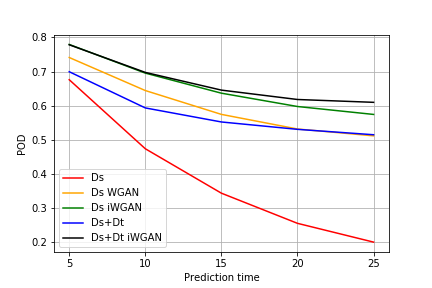 0.8
0.7
0.6
0.5
0.4
0.3
0.2
POD
Ds
Ds WGAN
Ds iWGAN
Ds+Dt
Ds+Dt iWGAN
5
10
15
20
25
Prediction time